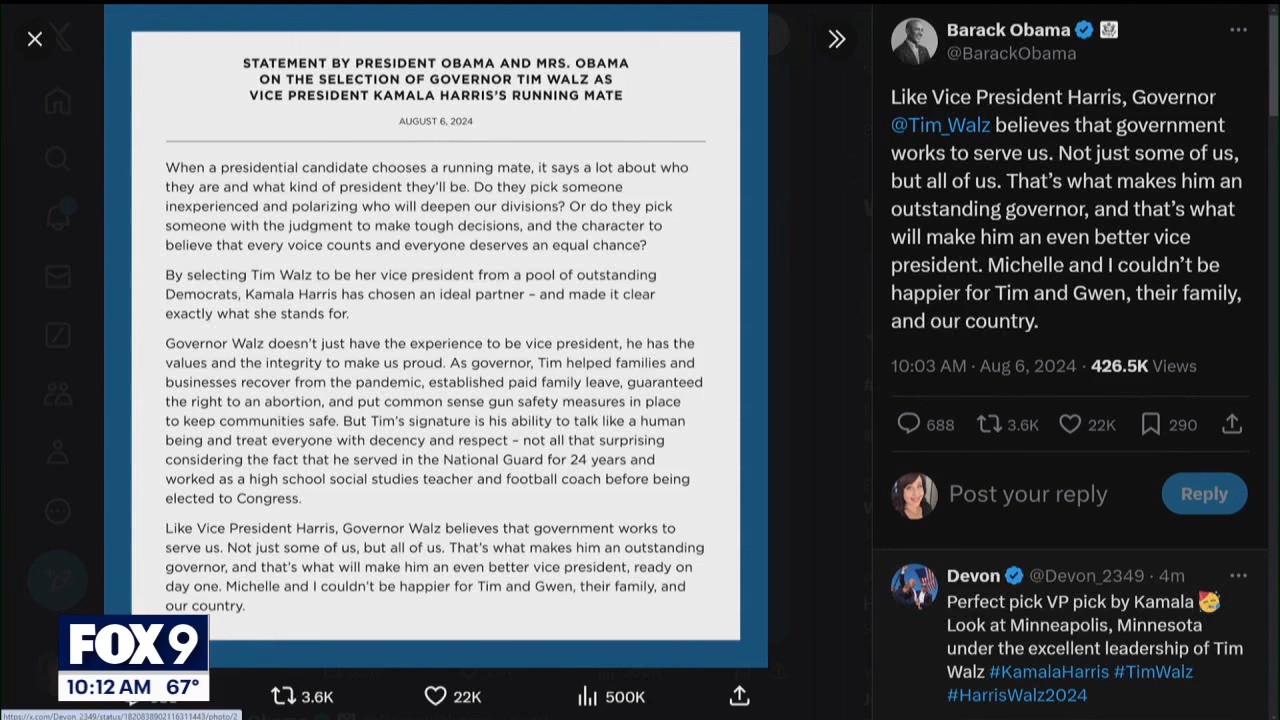 STATEMENT BY PRESIDENT OBAMA AND MRS. OBAMA
ON THE SELECTION OF GOVERNOR TIM WALZ AS
VICE PRESIDENT KAMALA HARRIS'S RUNNING MATE
AUGUST 6, 2024
When a presidential candidate chooses a running mate, it says a lot about who
they are and what kind of president they'll be. Do they pick someone
inexperienced and polarizing who will deepen our divisions? Or do they pick
someone with the judgment to make tough decisions, and the character to
believe that every voice counts and everyone deserves an equal chance?
By selecting Tim Walz to be her vice president from a pool of outstanding
Democrats, Kamala Harris has chosen an ideal partner – and made it clear
exactly what she stands for.
Governor Walz doesn't just have the experience to be vice president, he has the
values and the integrity to make us proud. As governor, Tim helped families and
businesses recover from the pandemic, established paid family leave, guaranteed
the right to an abortion, and put common sense gun safety measures in place
to keep communities safe. But Tim's signature is his ability to talk like a human
being and treat everyone with decency and respect – not all that surprising
considering the fact that he served in the National Guard for 24 years and
worked as a high school social studies teacher and football coach before being
elected to Congress.
Like Vice President Harris, Governor Walz believes that government works to
serve us. Not just some of us, but all of us. That's what makes him an outstanding
governor, and that's what will make him an even better vice president, ready on
day one. Michelle and I couldn't be happier for Tim and Gwen, their family, and
our country.
3.6K 22K 500K
FOX 9
10:12 AM 67°
https://x.com/Devon_2349/status/1820838902116311443/photo/2
Barack Obama
@BarackObama
Like Vice President Harris, Governor
@Tim_Walz believes that government
works to serve us. Not just some of us,
but all of us. That's what makes him an
outstanding governor, and that's what
will make him an even better vice
president. Michelle and I couldn't be
happier for Tim and Gwen, their family,
and our country.
10:03 AM · Aug 6, 2024 · 426.5K Views
688 3.6K 22K 290
Post your reply
Reply
Devon @Devon_2349 · 4m
Perfect pick VP pick by Kamala 🥳
Look at Minneapolis, Minnesota
under the excellent leadership of Tim
Walz #KamalaHarris #TimWalz
#HarrisWalz2024